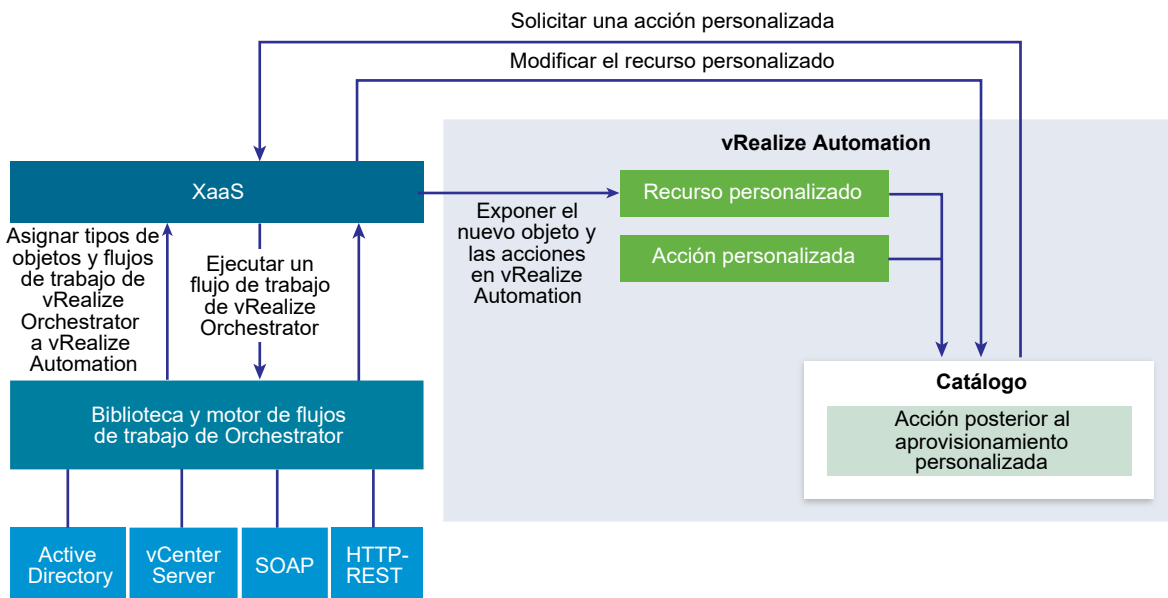 Solicitar una acción personalizada
Modificar el recurso personalizado
vRealize Automation
XaaS
Recurso personalizado
Exponer el
nuevo objeto y
las acciones
en vRealize
Automation
Acción personalizada
Asignar tipos de
objetos y flujos
de trabajo de
vRealize
Orchestrator
a vRealize
Automation
Ejecutar un
flujo de trabajo
de vRealize
Orchestrator
Catálogo
Acción posterior al
aprovisionamiento
personalizada
Biblioteca y motor de flujos
de trabajo de Orchestrator
Active
Directory
vCenter
Server
SOAP
HTTP-
REST